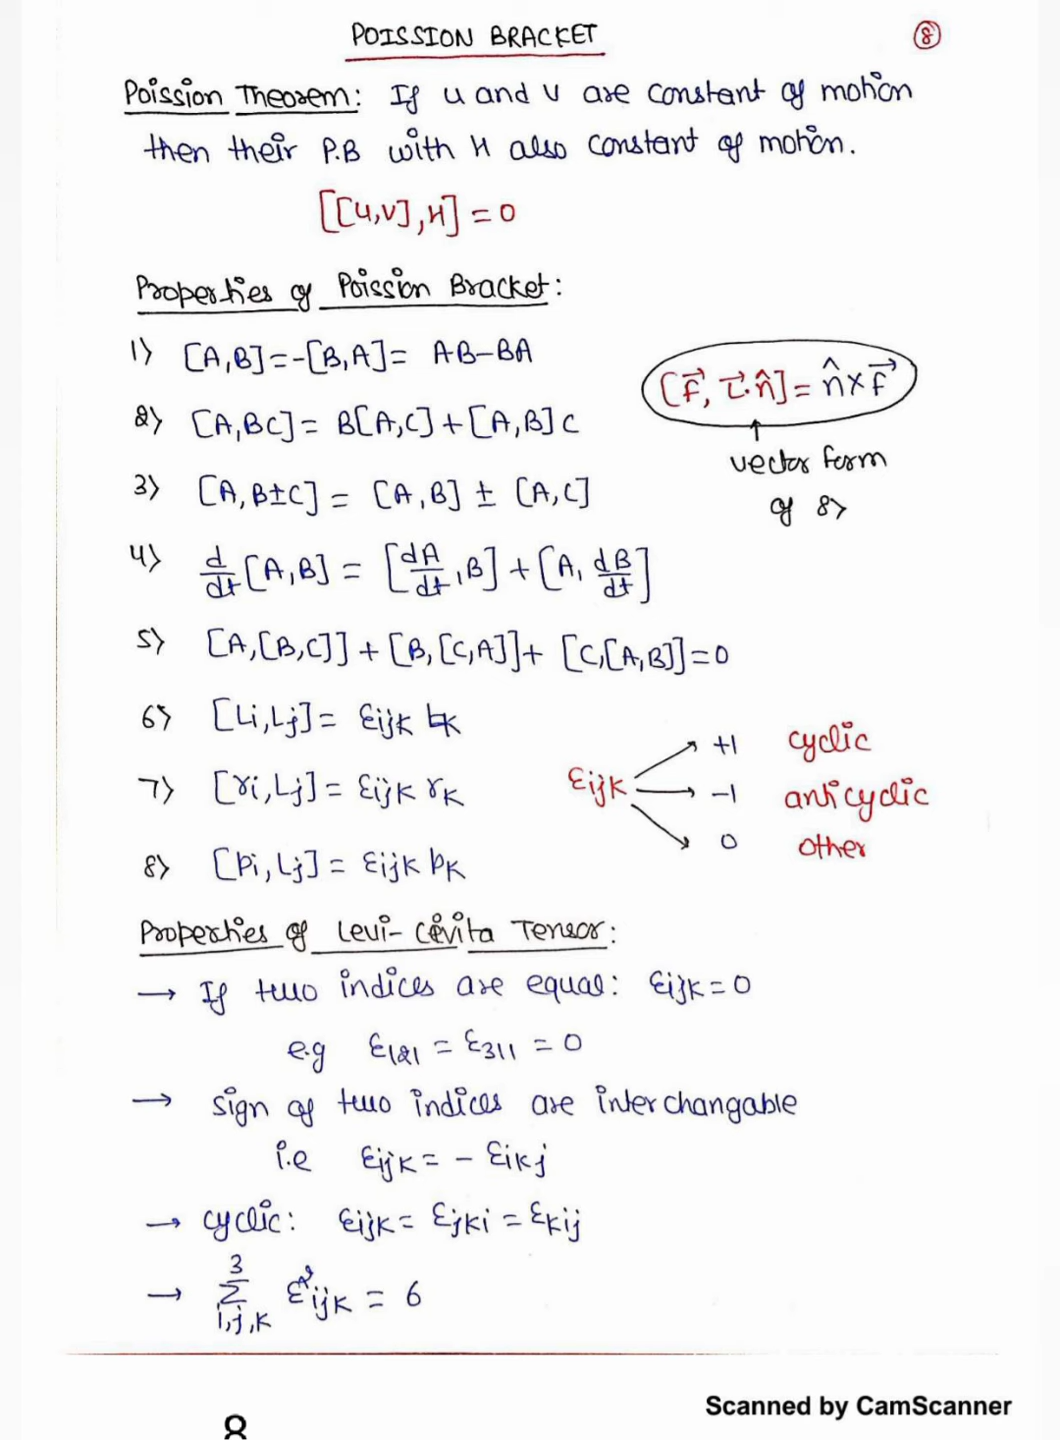 POISSION BRACKET
8
Poission Theorem: If u and v are constant of motion
then their P.B with H also constant of motion.
[[u,v],H] = 0
Properties of Poission Bracket:
1) [A,B]=-[B,A]= AB-BA
2) [A,BC]= B[A,C]+[A,B]C
[F⃗, L⃗.n̂]= n̂×F⃗
vector form
of 8)
3) [A,B±C] = [A,B] ± [A,C]
4) d/dt [A,B] = [dA/dt,B] + [A, dB/dt]
5) [A,[B,C]] + [B,[C,A]]+ [C,[A,B]]=0
6) [Li,Lj]= εijk Lk
7) [ri,Lj]= εijk rk
8) [pi,Lj] = εijk pk
εijk
+1 cyclic
-1 anticyclic
0 other
Properties of Levi-Cevita Tensor:
→ If two indices are equal: εijk=0
e.g ε121 = ε311 = 0
→ sign of two indices are interchangable
i.e εijk= - εikj
→ cyclic: εijk= εjki = εkij
→ 3∑i,j,k ε²ijk = 6
Scanned by CamScanner
8